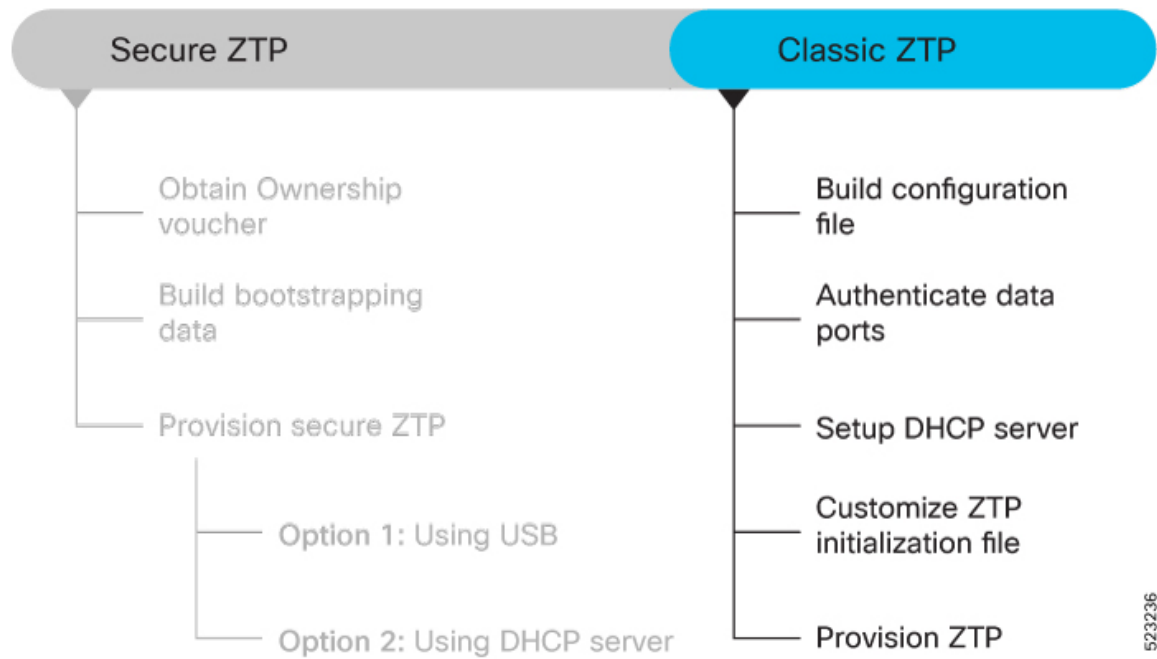 Secure ZTP
Classic ZTP
Obtain Ownership
voucher
Build bootstrapping
data
Provision secure ZTP
Option 1: Using USB
Option 2: Using DHCP server
Build configuration
file
Authenticate data
ports
Setup DHCP server
Customize ZTP
initialization file
Provision ZTP
523236